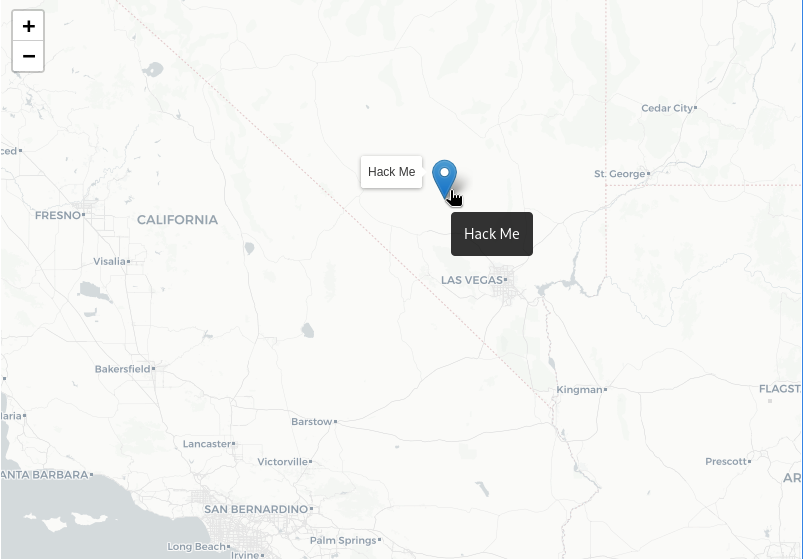 +
−
Cedar City
ced
Hack Me
St. George
FRESNO
CALIFORNIA
Hack Me
Visalia
LAS VEGAS
Bakersfield
Kingman
FLAGST
laria
Barstow
Lancaster
Victorville
Prescott
ANTA BARBARA
AR
SAN BERNARDINO
Palm Springs
Long Beach
Irvine